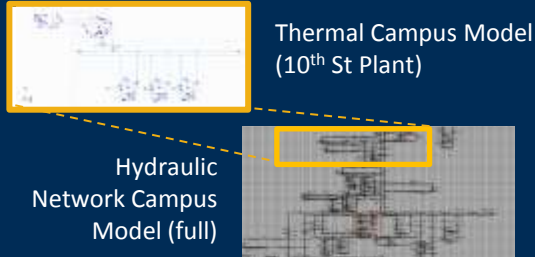 Thermal Campus Model
(10th St Plant)
Hydraulic
Network Campus
Model (full)